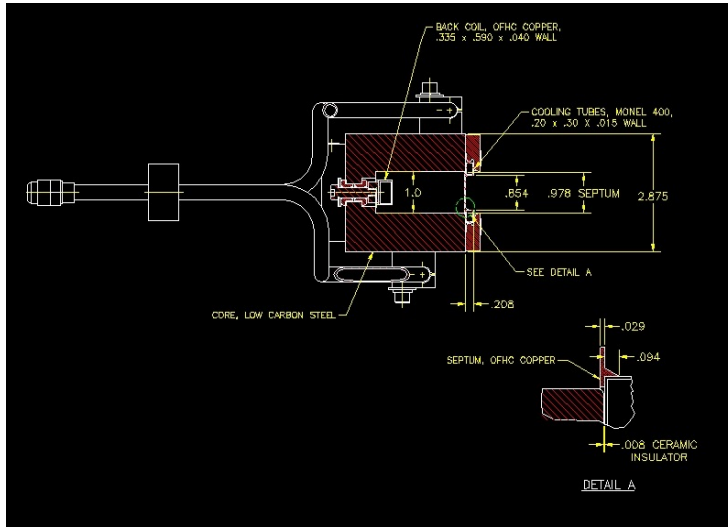 BACK COIL, OFHC COPPER,
.335 x .590 x .040 WALL
COOLING TUBES, MONEL 400,
.20 x .30 X .015 WALL
1.0
.854
.978 SEPTUM
2.875
SEE DETAIL A
.208
CORE, LOW CARBON STEEL
.029
SEPTUM, OFHC COPPER
.094
.008 CERAMIC
INSULATOR
DETAIL A